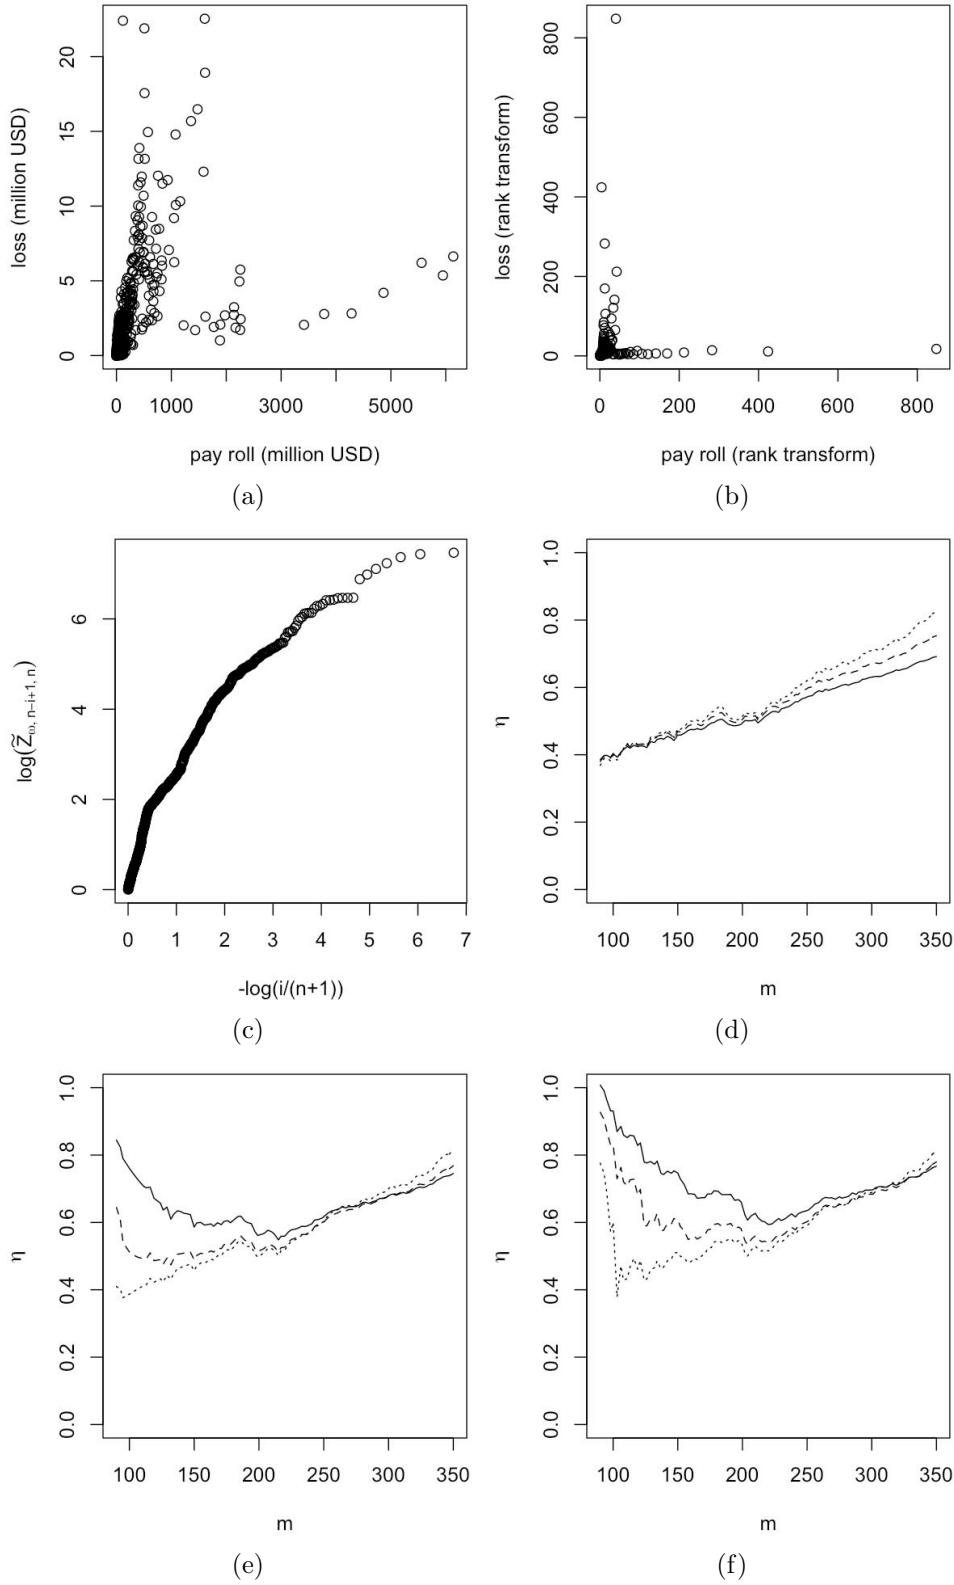 loss (million USD)
20
15
10
5
0
0 1000 3000 5000
pay roll (million USD)
(a)
loss (rank transform)
800
600
400
200
0
0 200 400 600 800
pay roll (rank transform)
(b)
log(Z̃ω, n−i+1, n)
6
4
2
0
0 1 2 3 4 5 6 7
-log(i/(n+1))
(c)
η
1.0
0.8
0.6
0.4
0.2
0.0
100 150 200 250 300 350
m
(d)
η
1.0
0.8
0.6
0.4
0.2
0.0
100 150 200 250 300 350
m
(e)
η
1.0
0.8
0.6
0.4
0.2
0.0
100 150 200 250 300 350
m
(f)